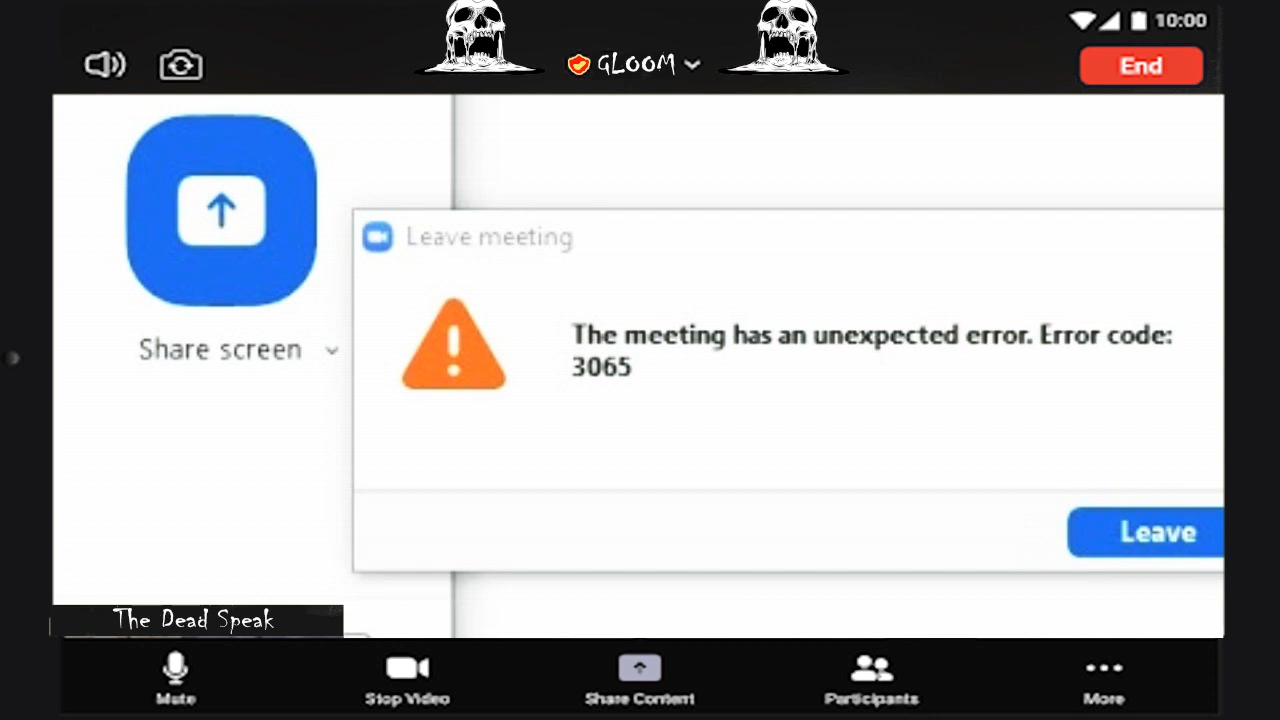 10:00
GLOOM
End
Share screen
Leave meeting
The meeting has an unexpected error. Error code:
3065
Leave
The Dead Speak
Mute
Stop Video
Share Content
Participants
More